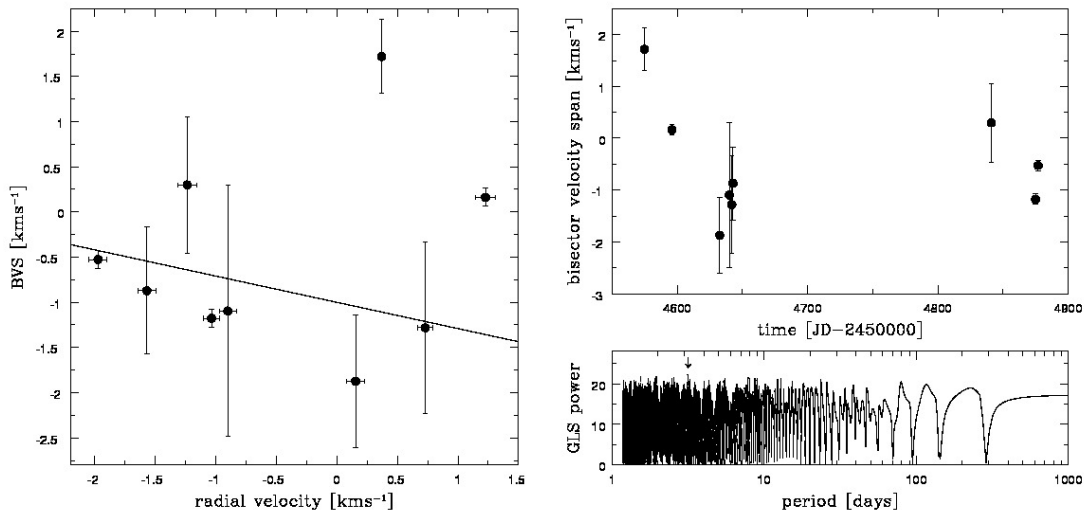 2
1.5
1
0.5
0
-0.5
-1
-1.5
-2
-2.5
BVS [kms⁻¹]
-2 -1.5 -1 -0.5 0 0.5 1 1.5
radial velocity [kms⁻¹]
2
1
0
-1
-2
-3
bisector velocity span [kms⁻¹]
4600 4700 4800 4900
time [JD-2450000]
20
10
0
GLS power
1 10 100 1000
period [days]